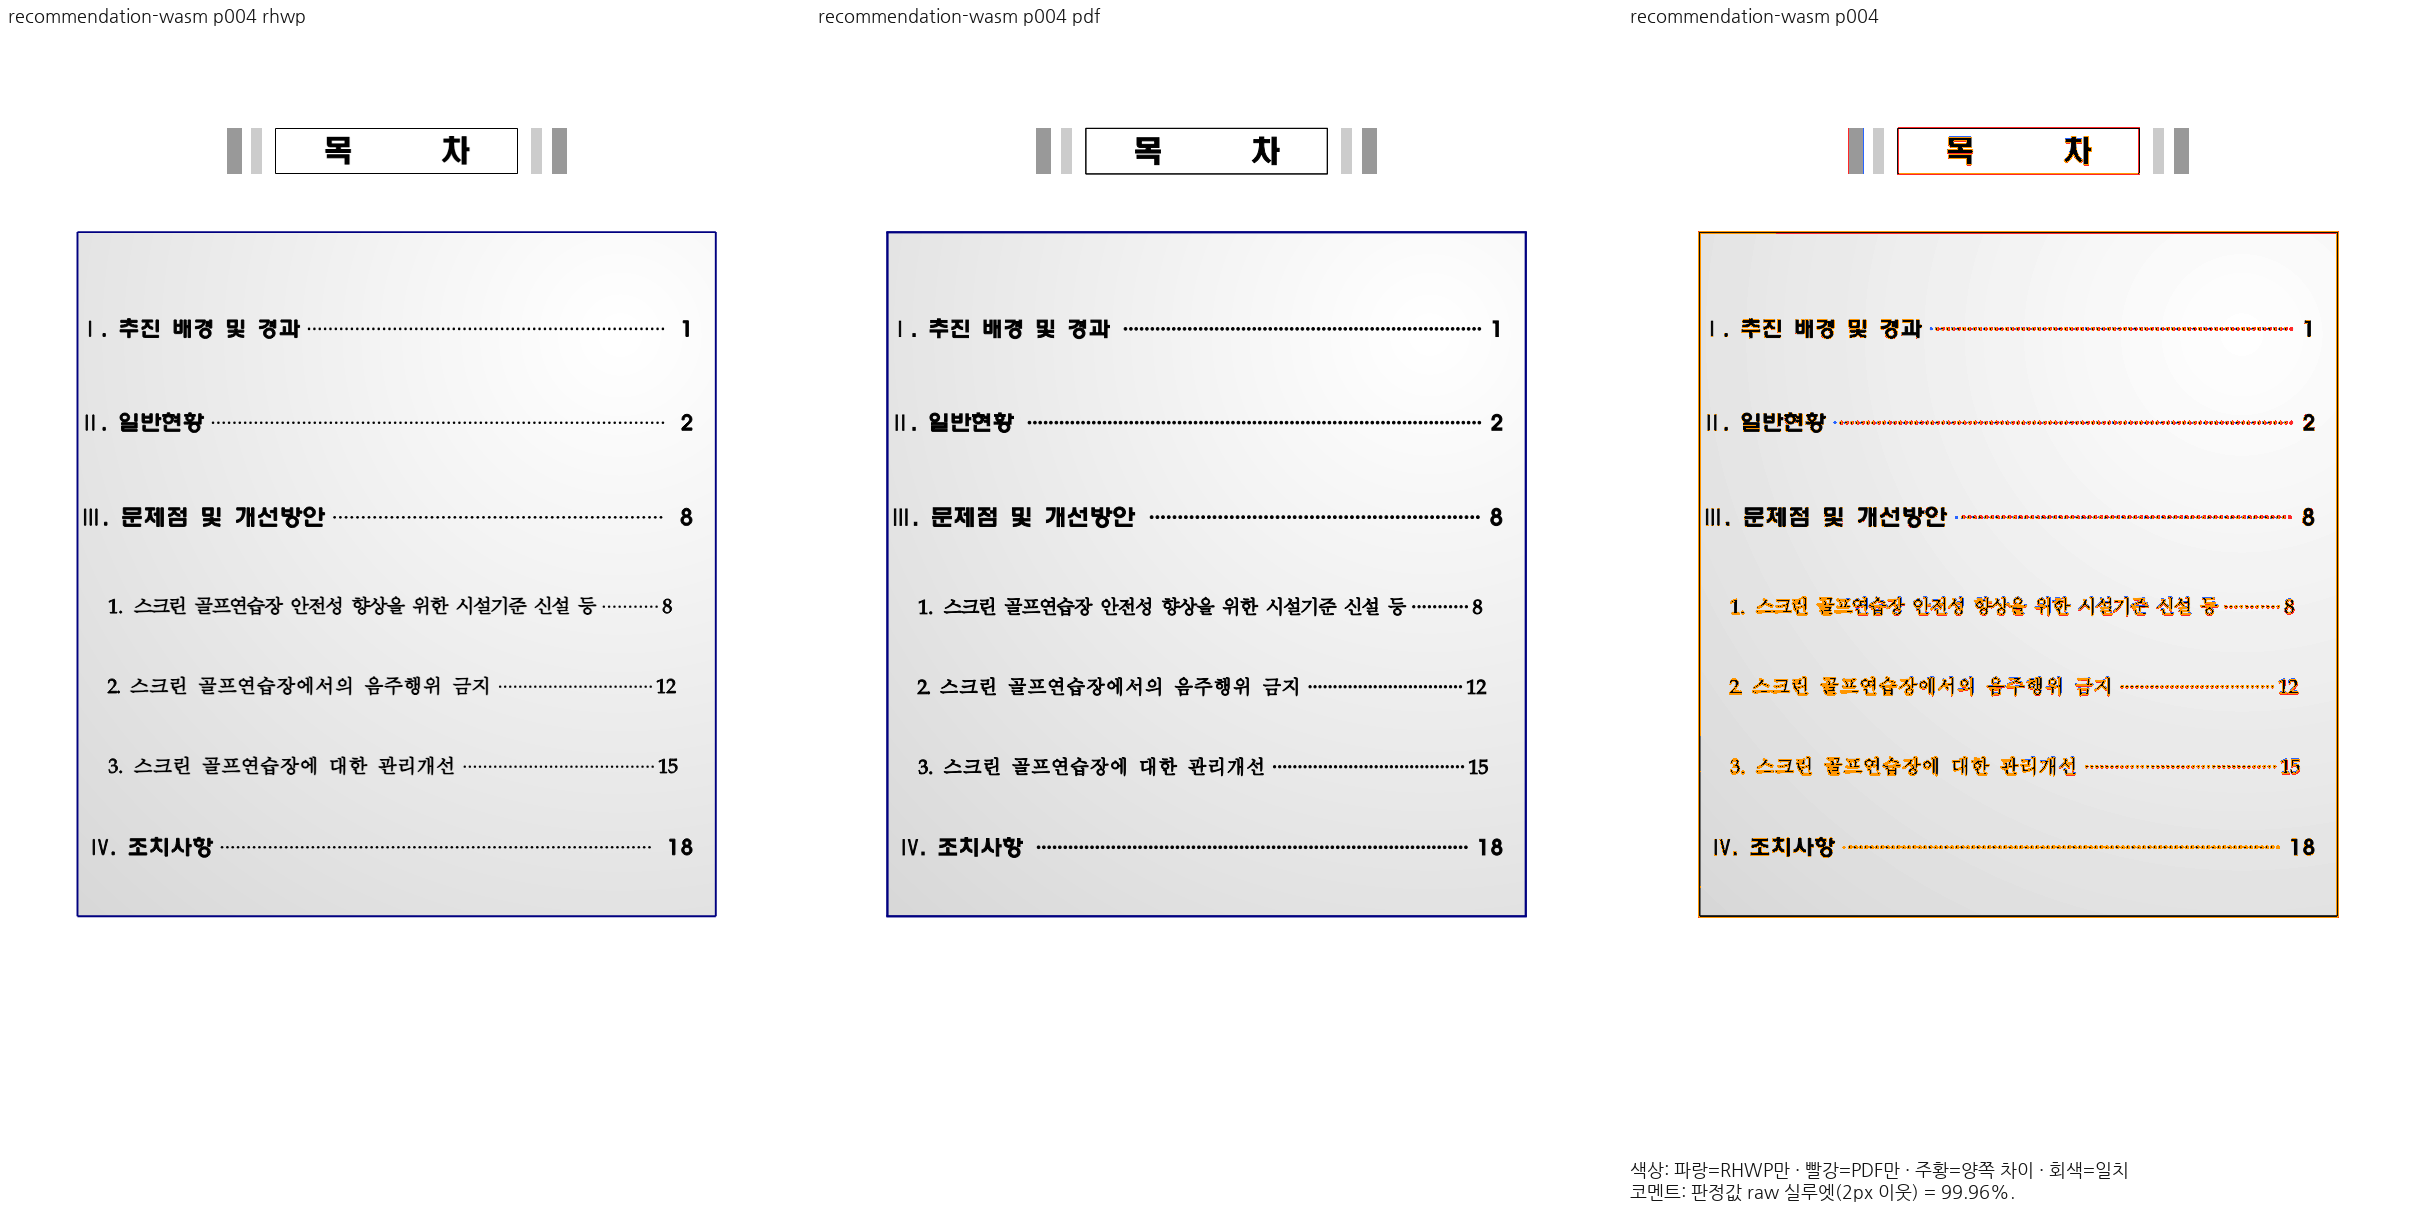 recommendation-wasm p004 rhwp
목 차
Ⅰ. 추진 배경 및 경과 ······································································ 1
Ⅱ. 일반현황 ························································································ 2
Ⅲ. 문제점 및 개선방안 ································································ 8
1. 스크린 골프연습장 안전성 향상을 위한 시설기준 신설 등 ··········· 8
2. 스크린 골프연습장에서의 음주행위 금지 ······························ 12
3. 스크린 골프연습장에 대한 관리개선 ····································· 15
Ⅳ. 조치사항 ··················································································· 18
recommendation-wasm p004 pdf
목 차
Ⅰ. 추진 배경 및 경과 ······································································ 1
Ⅱ. 일반현황 ························································································ 2
Ⅲ. 문제점 및 개선방안 ································································ 8
1. 스크린 골프연습장 안전성 향상을 위한 시설기준 신설 등 ··········· 8
2. 스크린 골프연습장에서의 음주행위 금지 ······························ 12
3. 스크린 골프연습장에 대한 관리개선 ····································· 15
Ⅳ. 조치사항 ··················································································· 18
recommendation-wasm p004
목 차
Ⅰ. 추진 배경 및 경과 ······································································ 1
Ⅱ. 일반현황 ························································································ 2
Ⅲ. 문제점 및 개선방안 ································································ 8
1. 스크린 골프연습장 안전성 향상을 위한 시설기준 신설 등 ··········· 8
2. 스크린 골프연습장에서의 음주행위 금지 ······························ 12
3. 스크린 골프연습장에 대한 관리개선 ····································· 15
Ⅳ. 조치사항 ··················································································· 18
색상: 파랑=RHWP만 · 빨강=PDF만 · 주황=양쪽 차이 · 회색=일치
코멘트: 판정값 raw 실루엣(2px 이웃) = 99.96%.